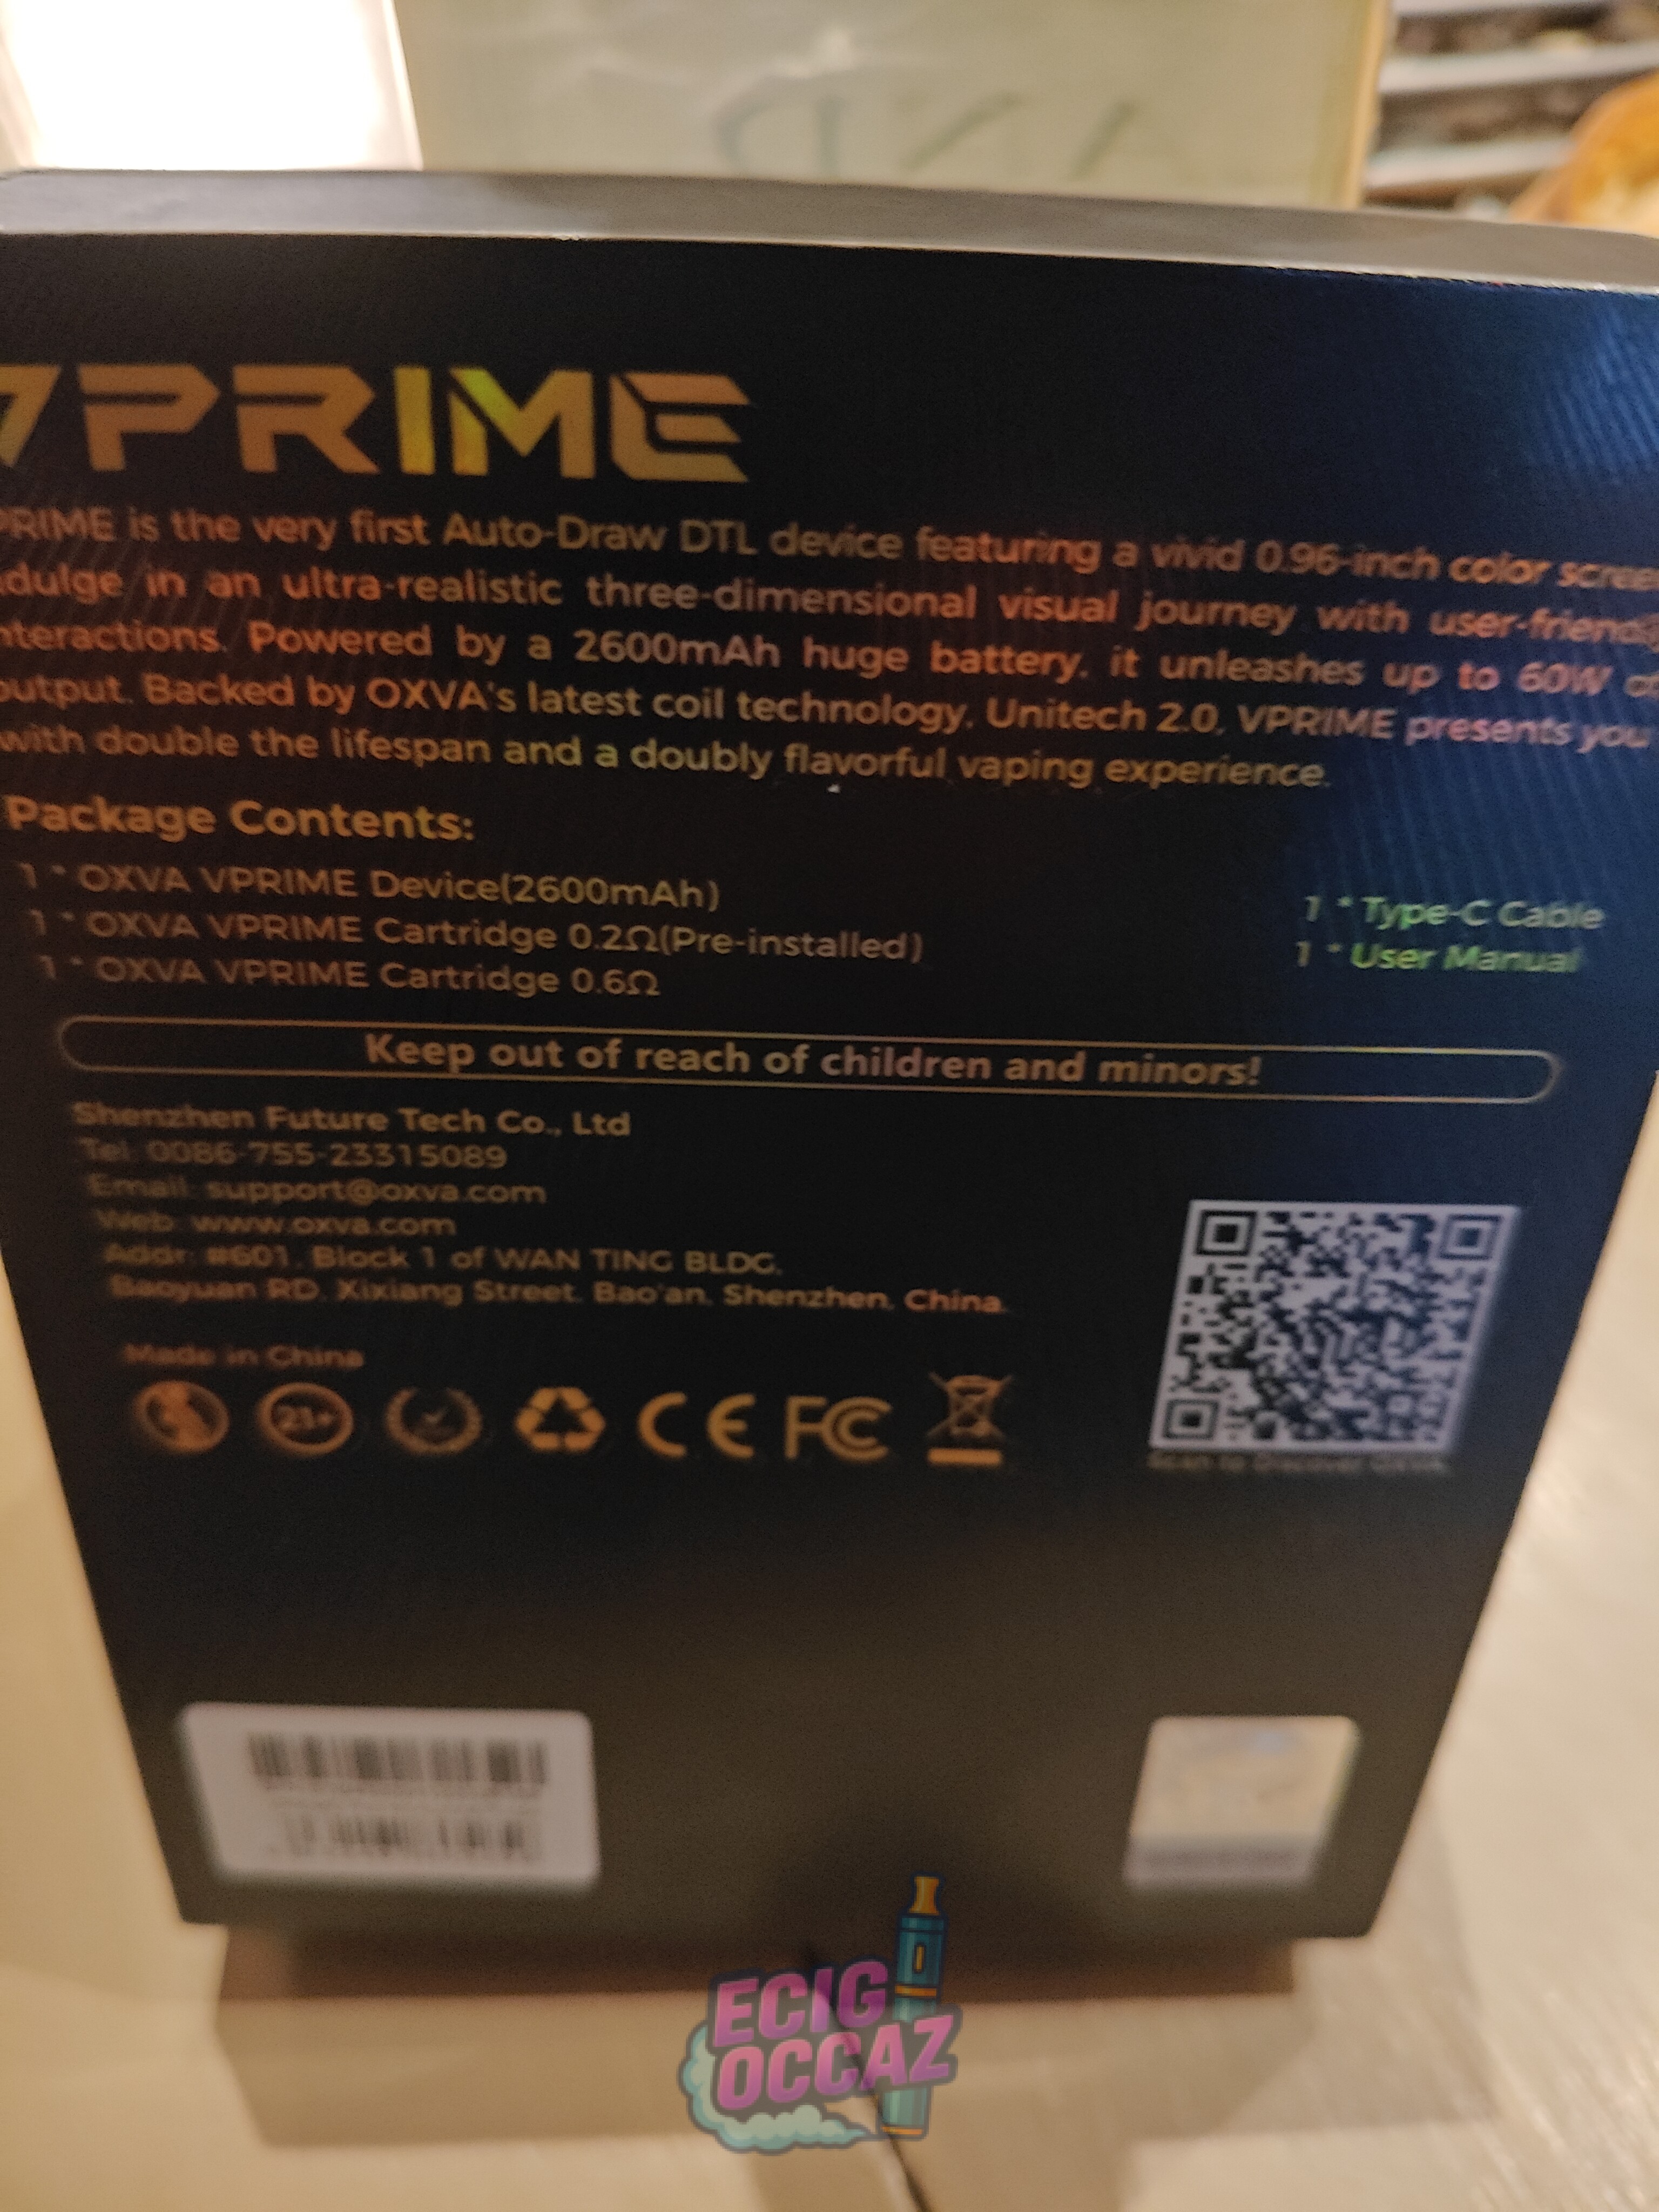 VPRIME
PRIME is the very first Auto-Draw DTL device featuring a vivid 0.96-inch color scree
dulge in an ultra-realistic three-dimensional visual journey with user-friend
nteractions. Powered by a 2600mAh huge battery, it unleashes up to 60W
output. Backed by OXVA's latest coil technology, Unitech 2.0, VPRIME presents you
with double the lifespan and a doubly flavorful vaping experience.
Package Contents:
1 * OXVA VPRIME Device(2600mAh)
1 * OXVA VPRIME Cartridge 0.2Ω(Pre-installed)
1 * OXVA VPRIME Cartridge 0.6Ω
1 * Type-C Cable
1 * User Manual
Keep out of reach of children and minors!
Shenzhen Future Tech Co., Ltd
Tel: 0086-755-23315089
Email: support@oxva.com
Web: www.oxva.com
Addr: #601, Block 1 of WAN TING BLDG,
Baoyuan RD, Xixiang Street, Bao'an, Shenzhen, China.
Made in China
21+
CE FC
Scan to Discover OXVA
ECIG
OCCAZ